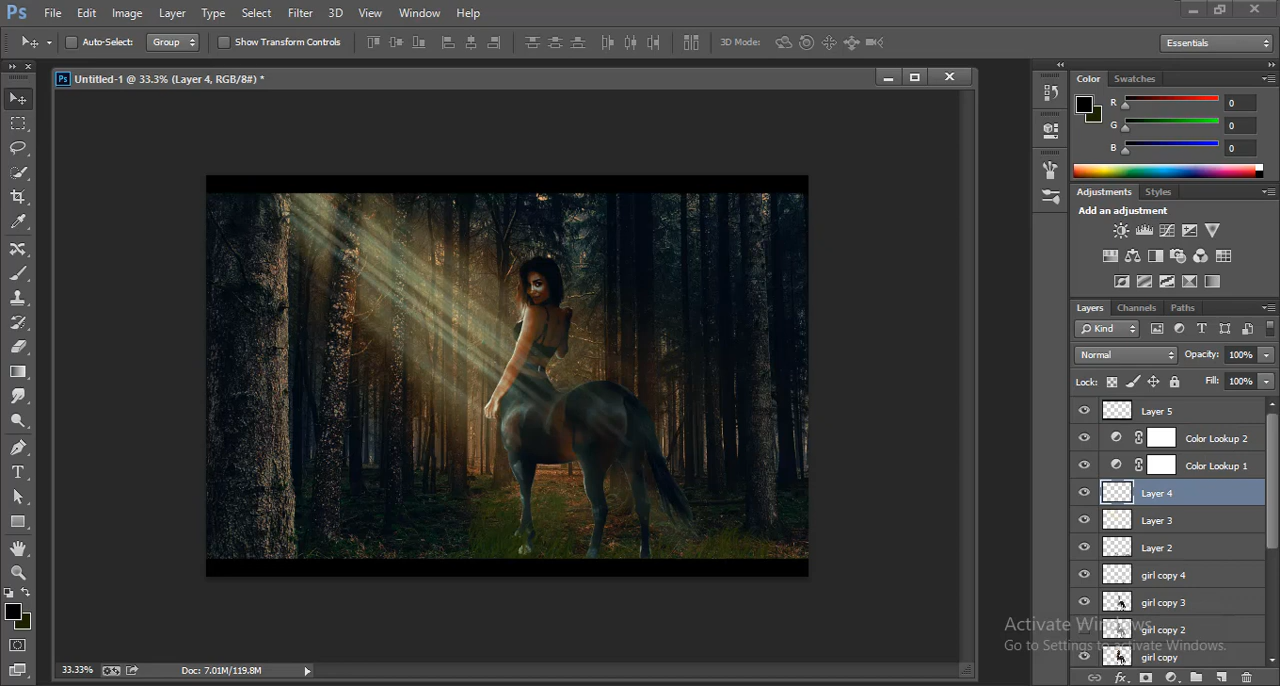 Ps File Edit Image Layer Type Select Filter 3D View Window Help
Auto-Select: Group Show Transform Controls 3D Mode: Essentials
Ps Untitled-1 @ 33.3% (Layer 4, RGB/8#) *
Color Swatches
R 0
G 0
B 0
Adjustments Styles
Add an adjustment
Layers Channels Paths
Kind
Normal Opacity: 100%
Lock: Fill: 100%
Layer 5
Color Lookup 2
Color Lookup 1
Layer 4
Layer 3
Layer 2
girl copy 4
girl copy 3
girl copy 2
girl copy
Activate Windows
Go to Settings to activate Windows.
33.33% Doc: 7.01M/119.8M